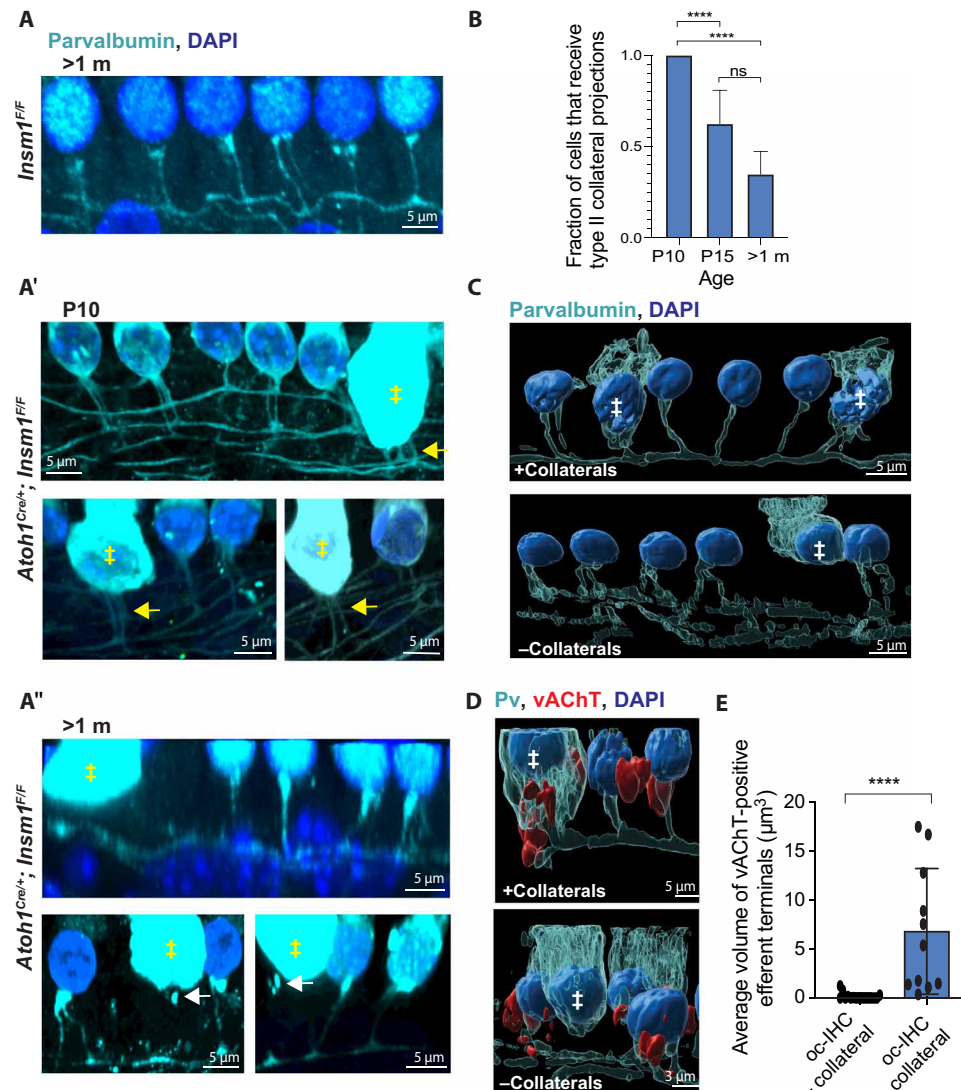 A
Parvalbumin, DAPI
>1 m
Insm1F/F
5 µm
B
****
****
ns
Fraction of cells that receive
type II collateral projections
1.0
0.5
0.0
P10 P15 >1 m
Age
A'
P10
Atoh1Cre/+; Insm1F/F
‡
5 µm
‡
5 µm
‡
5 µm
C
Parvalbumin, DAPI
‡
‡
+Collaterals
5 µm
‡
–Collaterals
5 µm
A"
>1 m
Atoh1Cre/+; Insm1F/F
‡
5 µm
‡
5 µm
‡
5 µm
D
Pv, vAChT, DAPI
‡
+Collaterals
5 µm
‡
–Collaterals
3 µm
E
****
Average volume of vAChT-positive
efferent terminals (µm3)
20
15
10
5
0
oc-IHC
collateral
oc-IHC
collateral